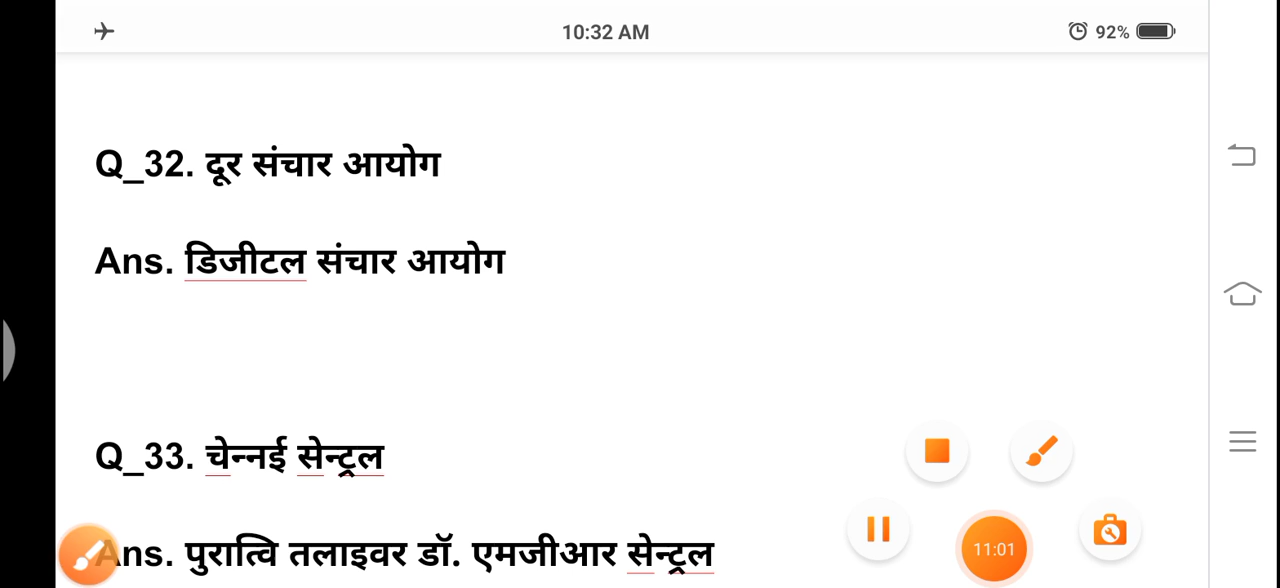 10:32 AM
92%
Q_32. दूर संचार आयोग
Ans. डिजीटल संचार आयोग
Q_33. चेन्नई सेन्ट्रल
Ans. पुरात्वि तलाइवर डॉ. एमजीआर सेन्ट्रल
11:01